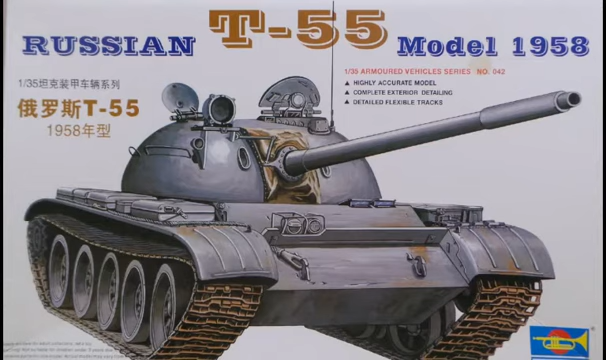 RUSSIAN T-55 Model 1958
1/35 ARMOURED VEHICLES SERIES NO. 042
▲ HIGHLY ACCURATE MODEL
▲ COMPLETE EXTERIOR DETAILING
▲ DETAILED FLEXIBLE TRACKS
1/35坦克装甲车辆系列
俄罗斯T-55
1958年型